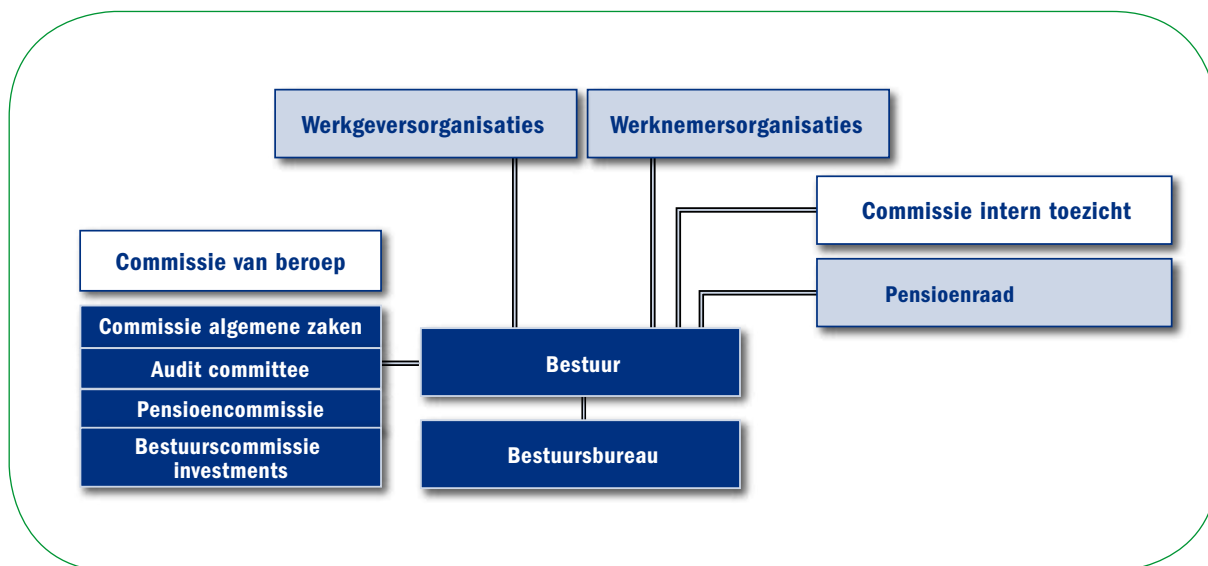 Werkgeversorganisaties
Werknemersorganisaties
Commissie intern toezicht
Commissie van beroep
Pensioenraad
Commissie algemene zaken
Audit committee
Bestuur
Pensioencommissie
Bestuurscommissie
investments
Bestuursbureau